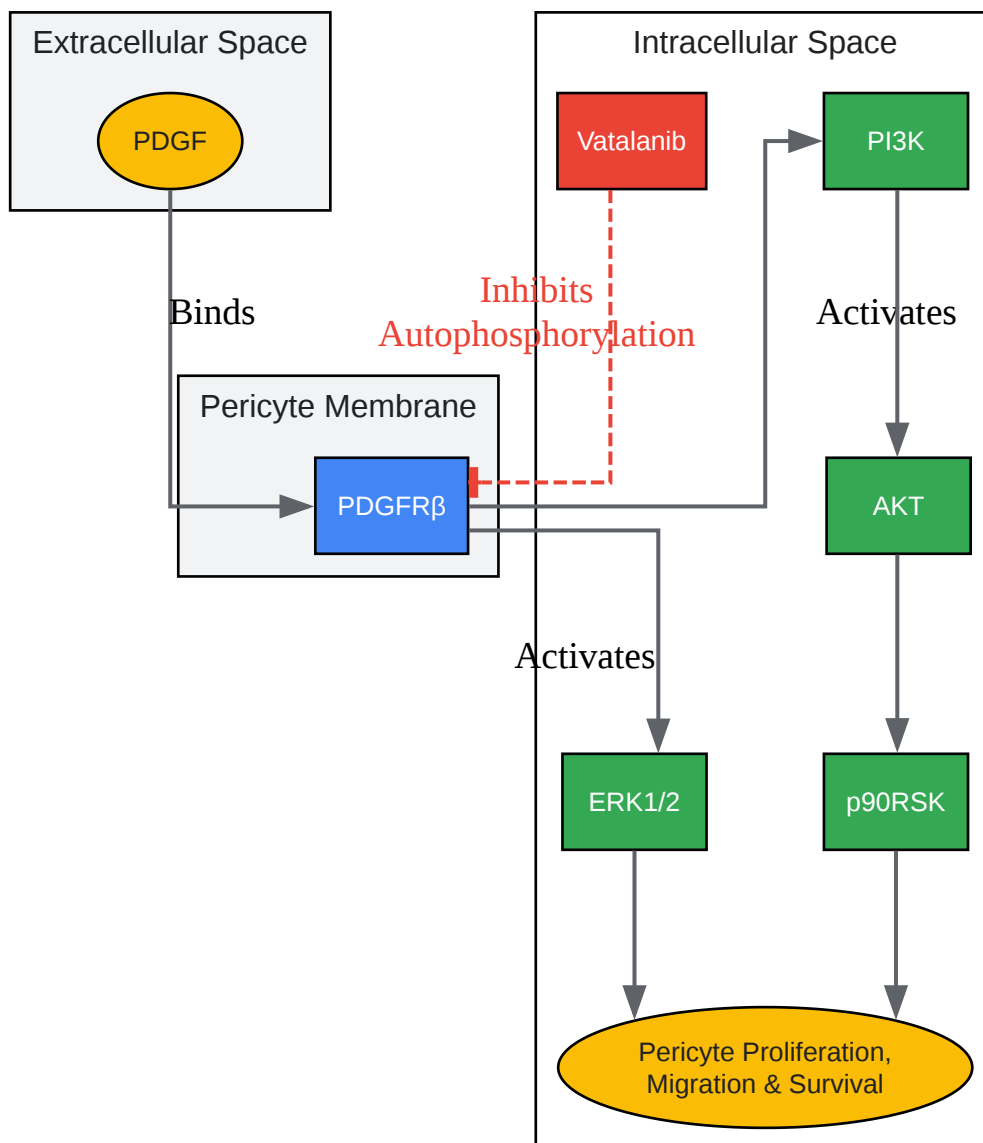 Extracellular Space
Intracellular Space
PDGF
Vatalanib
PI3K
Binds
Inhibits
Autophosphorylation
Activates
Pericyte Membrane
PDGFRβ
AKT
Activates
ERK1/2
p90RSK
Pericyte Proliferation,
Migration & Survival